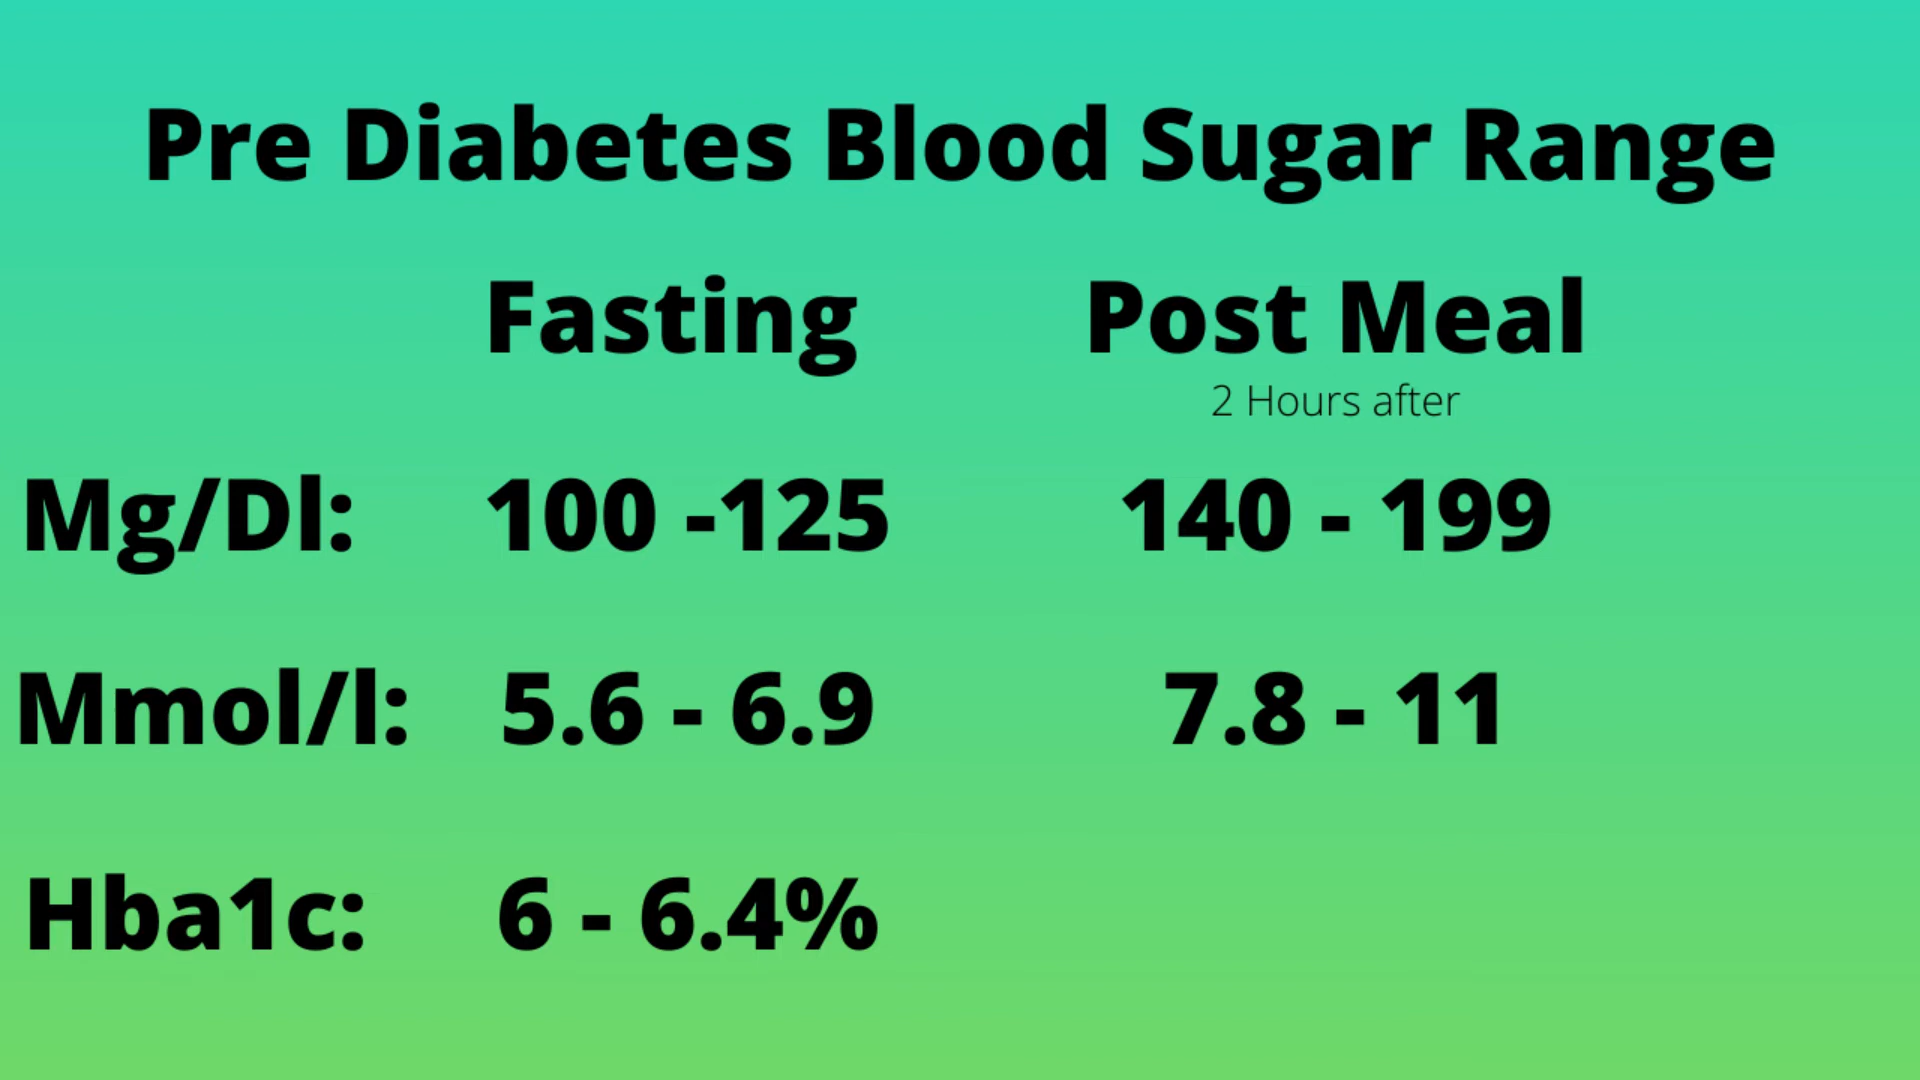 Pre Diabetes Blood Sugar Range
Fasting Post Meal
2 Hours after
Mg/Dl: 100 -125 140 - 199
Mmol/l: 5.6 - 6.9 7.8 - 11
Hba1c: 6 - 6.4%